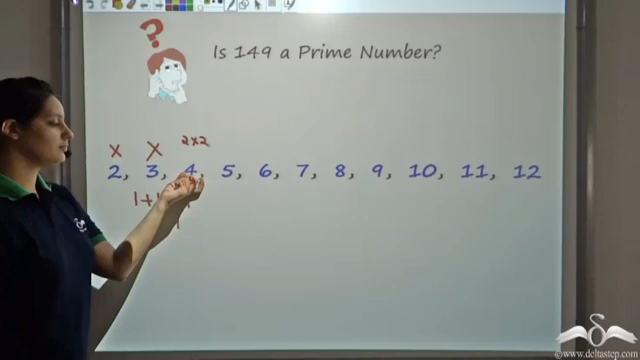 Is 149 a Prime Number?
x x 2x2
2, 3, 4, 5, 6, 7, 8, 9, 10, 11, 12
1+
www.deltastep.com